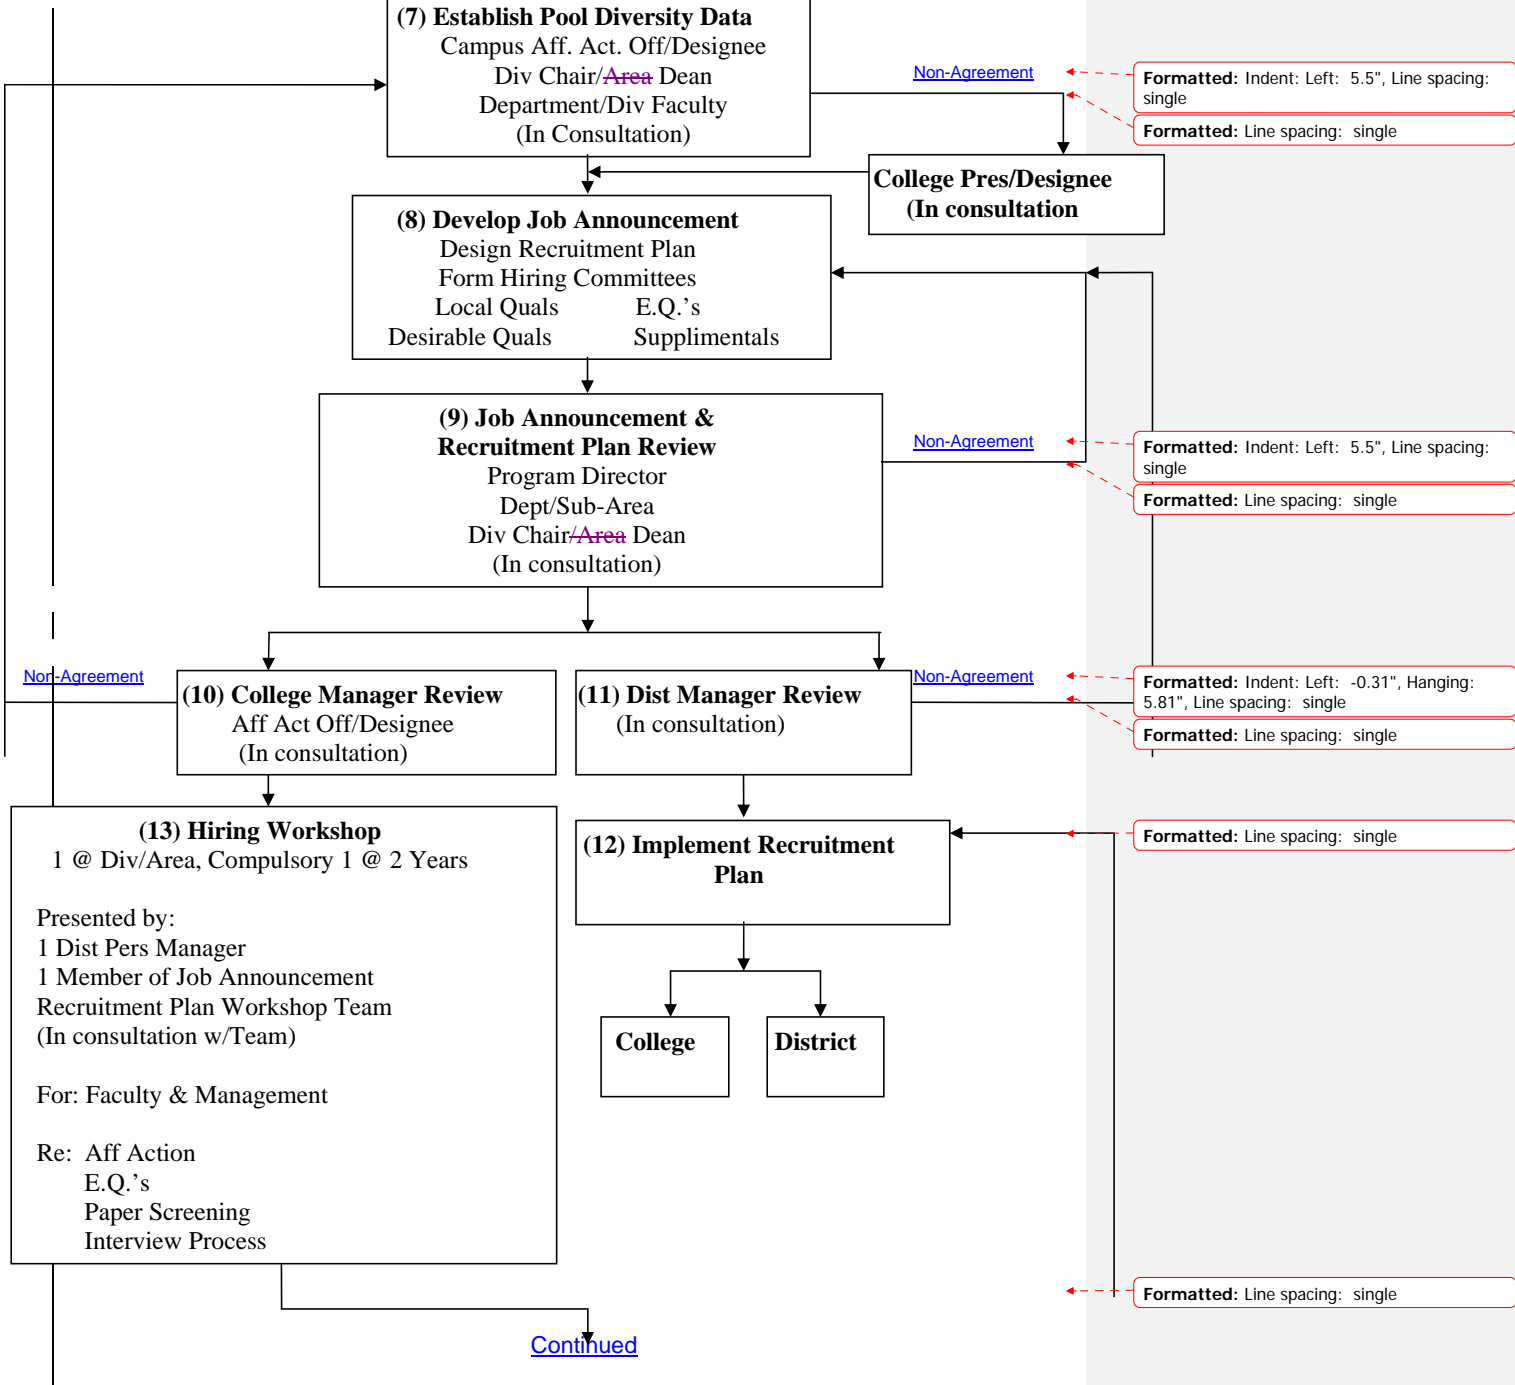 (7) Establish Pool Diversity Data
Campus Aff. Act. Off/Designee
Div Chair/Area Dean
Department/Div Faculty
(In Consultation)
Non-Agreement
Formatted: Indent: Left: 5.5", Line spacing:
single
Formatted: Line spacing: single
College Pres/Designee
(In consultation
(8) Develop Job Announcement
Design Recruitment Plan
Form Hiring Committees
Local Quals E.Q.’s
Desirable Quals Supplimentals
(9) Job Announcement &
Recruitment Plan Review
Program Director
Dept/Sub-Area
Div Chair/Area Dean
(In consultation)
Non-Agreement
Formatted: Indent: Left: 5.5", Line spacing:
single
Formatted: Line spacing: single
Non-Agreement
(10) College Manager Review
Aff Act Off/Designee
(In consultation)
(11) Dist Manager Review
(In consultation)
Non-Agreement
Formatted: Indent: Left: -0.31", Hanging:
5.81", Line spacing: single
Formatted: Line spacing: single
(13) Hiring Workshop
1 @ Div/Area, Compulsory 1 @ 2 Years
Presented by:
1 Dist Pers Manager
1 Member of Job Announcement
Recruitment Plan Workshop Team
(In consultation w/Team)
For: Faculty & Management
Re: Aff Action
E.Q.’s
Paper Screening
Interview Process
(12) Implement Recruitment
Plan
Formatted: Line spacing: single
College
District
Formatted: Line spacing: single
Continued